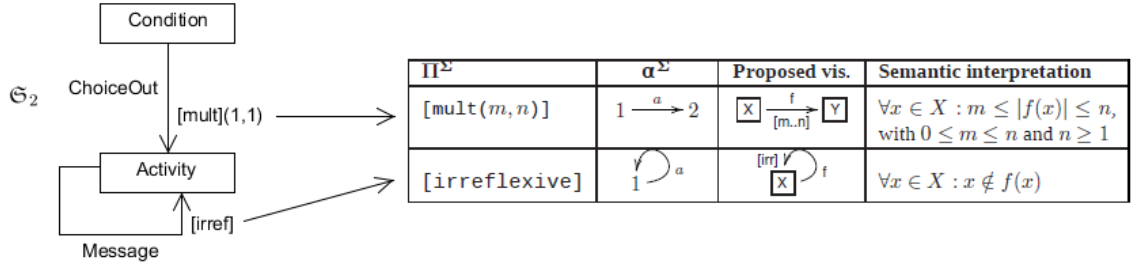 Condition
ChoiceOut
𝔖₂
[mult](1,1)
Activity
[irref]
Message
Π^Σ α^Σ Proposed vis. Semantic interpretation
[mult(m,n)] 1 a 2 X f Y [m..n] ∀x ∈ X : m ≤ |f(x)| ≤ n,
with 0 ≤ m ≤ n and n ≥ 1
[irreflexive] 1 a [irr] X f ∀x ∈ X : x ∉ f(x)